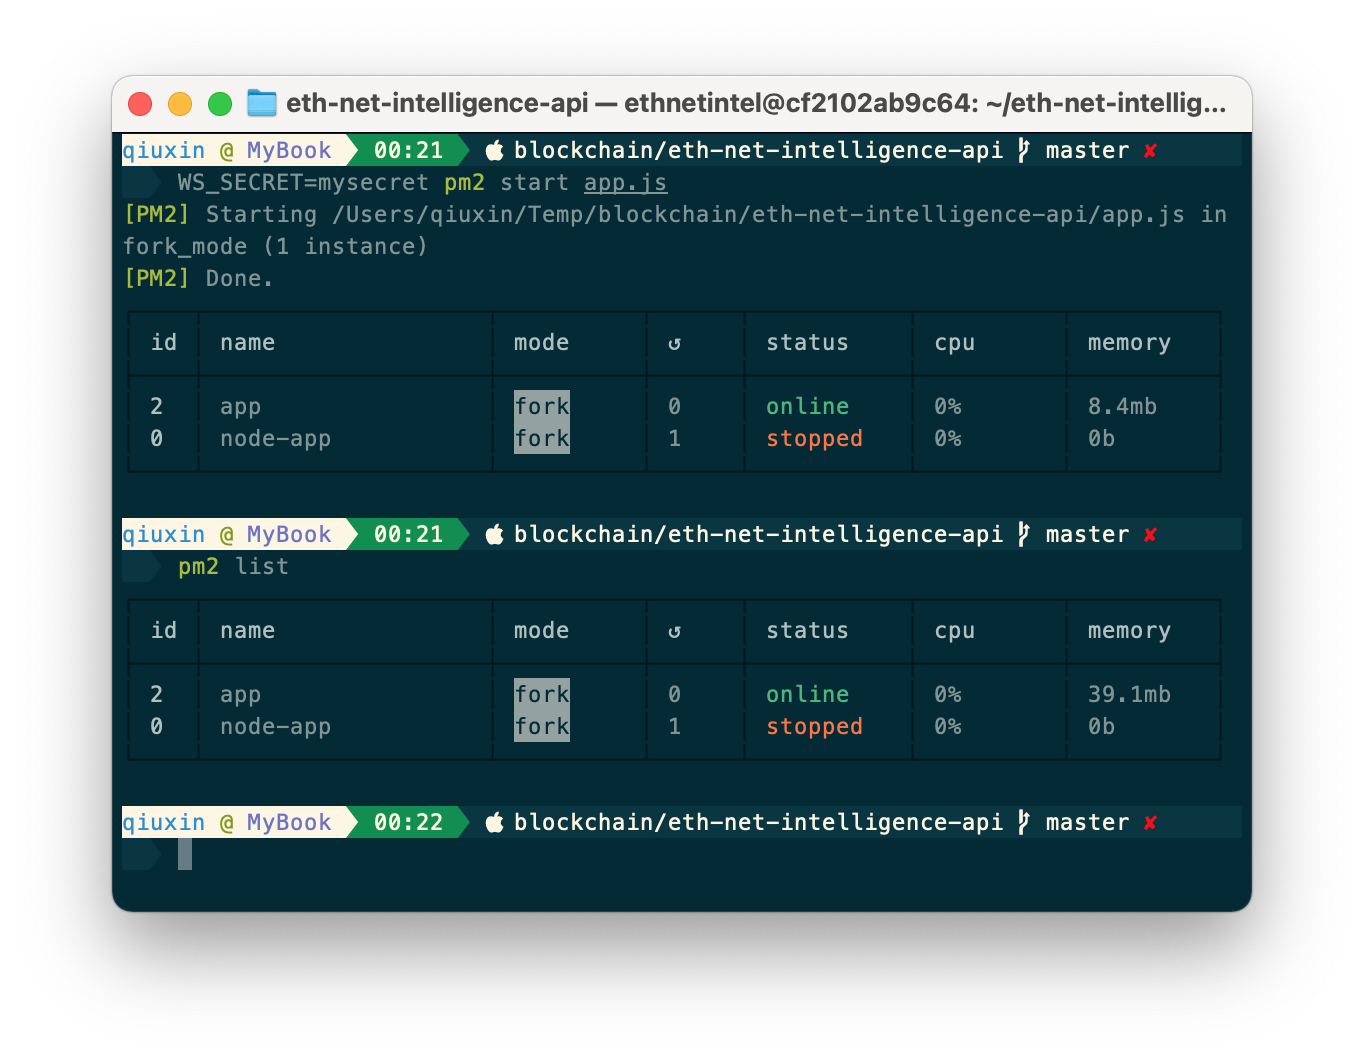 eth-net-intelligence-api — ethnetintel@cf2102ab9c64: ~/eth-net-intellig...
qiuxin @ MyBook 00:21 blockchain/eth-net-intelligence-api master ✘
WS_SECRET=mysecret pm2 start app.js
[PM2] Starting /Users/qiuxin/Temp/blockchain/eth-net-intelligence-api/app.js in
fork_mode (1 instance)
[PM2] Done.
id name mode ↺ status cpu memory
2 app fork 0 online 0% 8.4mb
0 node-app fork 1 stopped 0% 0b
qiuxin @ MyBook 00:21 blockchain/eth-net-intelligence-api master ✘
pm2 list
id name mode ↺ status cpu memory
2 app fork 0 online 0% 39.1mb
0 node-app fork 1 stopped 0% 0b
qiuxin @ MyBook 00:22 blockchain/eth-net-intelligence-api master ✘